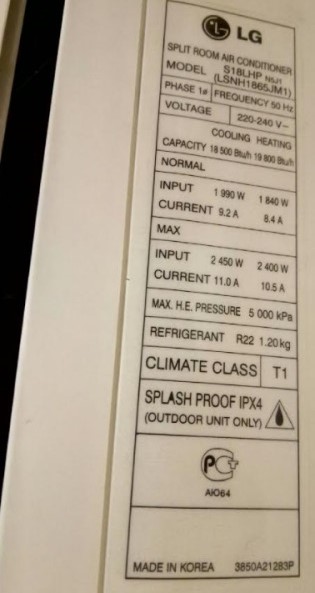 LG
SPLIT ROOM AIR CONDITIONER
MODEL S18LHP N5J1
(LSNH1865JM1)
PHASE 1ø FREQUENCY 50 Hz
VOLTAGE 220-240 V~
COOLING HEATING
CAPACITY 18 500 Btu/h 19 800 Btu/h
NORMAL
INPUT 1 990 W 1 840 W
CURRENT 9.2 A 8.4 A
MAX
INPUT 2 450 W 2 400 W
CURRENT 11.0 A 10.5 A
MAX. H.E. PRESSURE 5 000 kPa
REFRIGERANT R22 1.20 kg
CLIMATE CLASS T1
SPLASH PROOF IPX4
(OUTDOOR UNIT ONLY)
АЮ64
MADE IN KOREA 3850A21283P